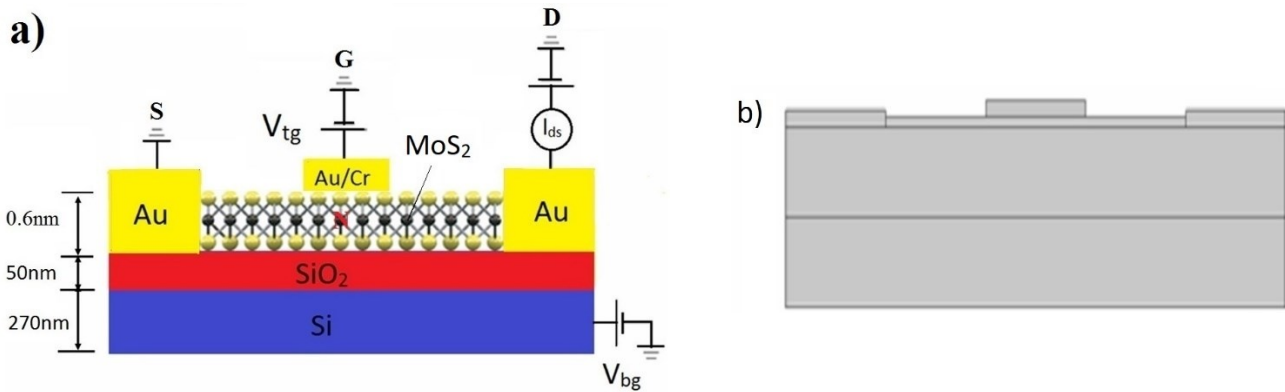 a)
S
G
D
V_tg
I_ds
MoS₂
Au/Cr
Au
Au
0.6nm
SiO₂
50nm
Si
270nm
V_bg
b)